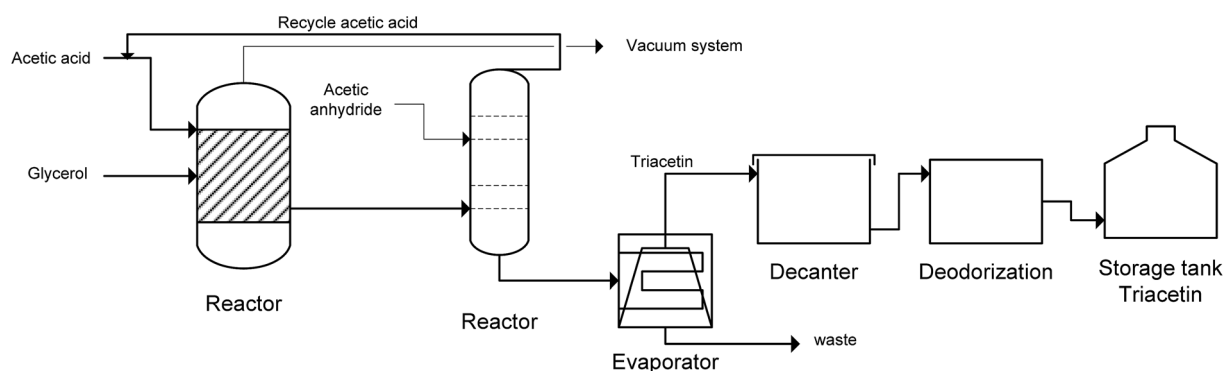 Recycle acetic acid
Acetic acid
Vacuum system
Acetic
anhydride
Glycerol
Triacetin
Reactor
Reactor
Evaporator
waste
Decanter
Deodorization
Storage tank
Triacetin